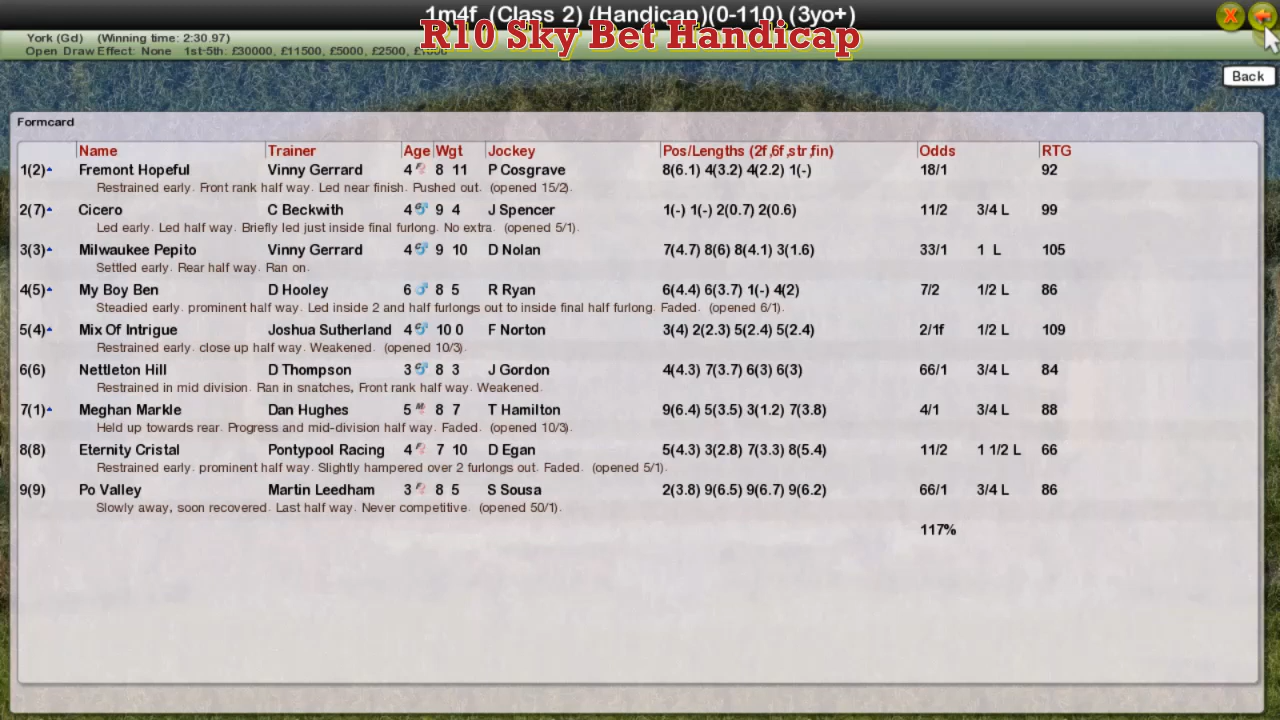 1m4f (Class 2) (Handicap)(0-110) (3yo+)
R10 Sky Bet Handicap
York (Gd) (Winning time: 2:30.97)
Open Draw Effect: None 1st-5th: £30000, £11500, £5000, £2500,
Back
Formcard
Name Trainer Age Wgt Jockey Pos/Lengths (2f,6f,str,fin) Odds RTG
1(2) Fremont Hopeful Vinny Gerrard 4 8 11 P Cosgrave 8(6.1) 4(3.2) 4(2.2) 1(-) 18/1 92
Restrained early. Front rank half way. Led near finish. Pushed out. (opened 15/2).
2(7) Cicero C Beckwith 4 9 4 J Spencer 1(-) 1(-) 2(0.7) 2(0.6) 11/2 3/4 L 99
Led early. Led half way. Briefly led just inside final furlong. No extra. (opened 5/1).
3(3) Milwaukee Pepito Vinny Gerrard 4 9 10 D Nolan 7(4.7) 8(6) 8(4.1) 3(1.6) 33/1 1 L 105
Settled early. Rear half way. Ran on.
4(5) My Boy Ben D Hooley 6 8 5 R Ryan 6(4.4) 6(3.7) 1(-) 4(2) 7/2 1/2 L 86
Steadied early. prominent half way. Led inside 2 and half furlongs out to inside final half furlong. Faded. (opened 6/1).
5(4) Mix Of Intrigue Joshua Sutherland 4 10 0 F Norton 3(4) 2(2.3) 5(2.4) 5(2.4) 2/1f 1/2 L 109
Restrained early. close up half way. Weakened. (opened 10/3).
6(6) Nettleton Hill D Thompson 3 8 3 J Gordon 4(4.3) 7(3.7) 6(3) 6(3) 66/1 3/4 L 84
Restrained in mid division. Ran in snatches, Front rank half way. Weakened.
7(1) Meghan Markle Dan Hughes 5 8 7 T Hamilton 9(6.4) 5(3.5) 3(1.2) 7(3.8) 4/1 3/4 L 88
Held up towards rear. Progress and mid-division half way. Faded. (opened 10/3).
8(8) Eternity Cristal Pontypool Racing 4 7 10 D Egan 5(4.3) 3(2.8) 7(3.3) 8(5.4) 11/2 1 1/2 L 66
Restrained early. prominent half way. Slightly hampered over 2 furlongs out. Faded. (opened 5/1).
9(9) Po Valley Martin Leedham 3 8 5 S Sousa 2(3.8) 9(6.5) 9(6.7) 9(6.2) 66/1 3/4 L 86
Slowly away, soon recovered. Last half way. Never competitive. (opened 50/1).
117%